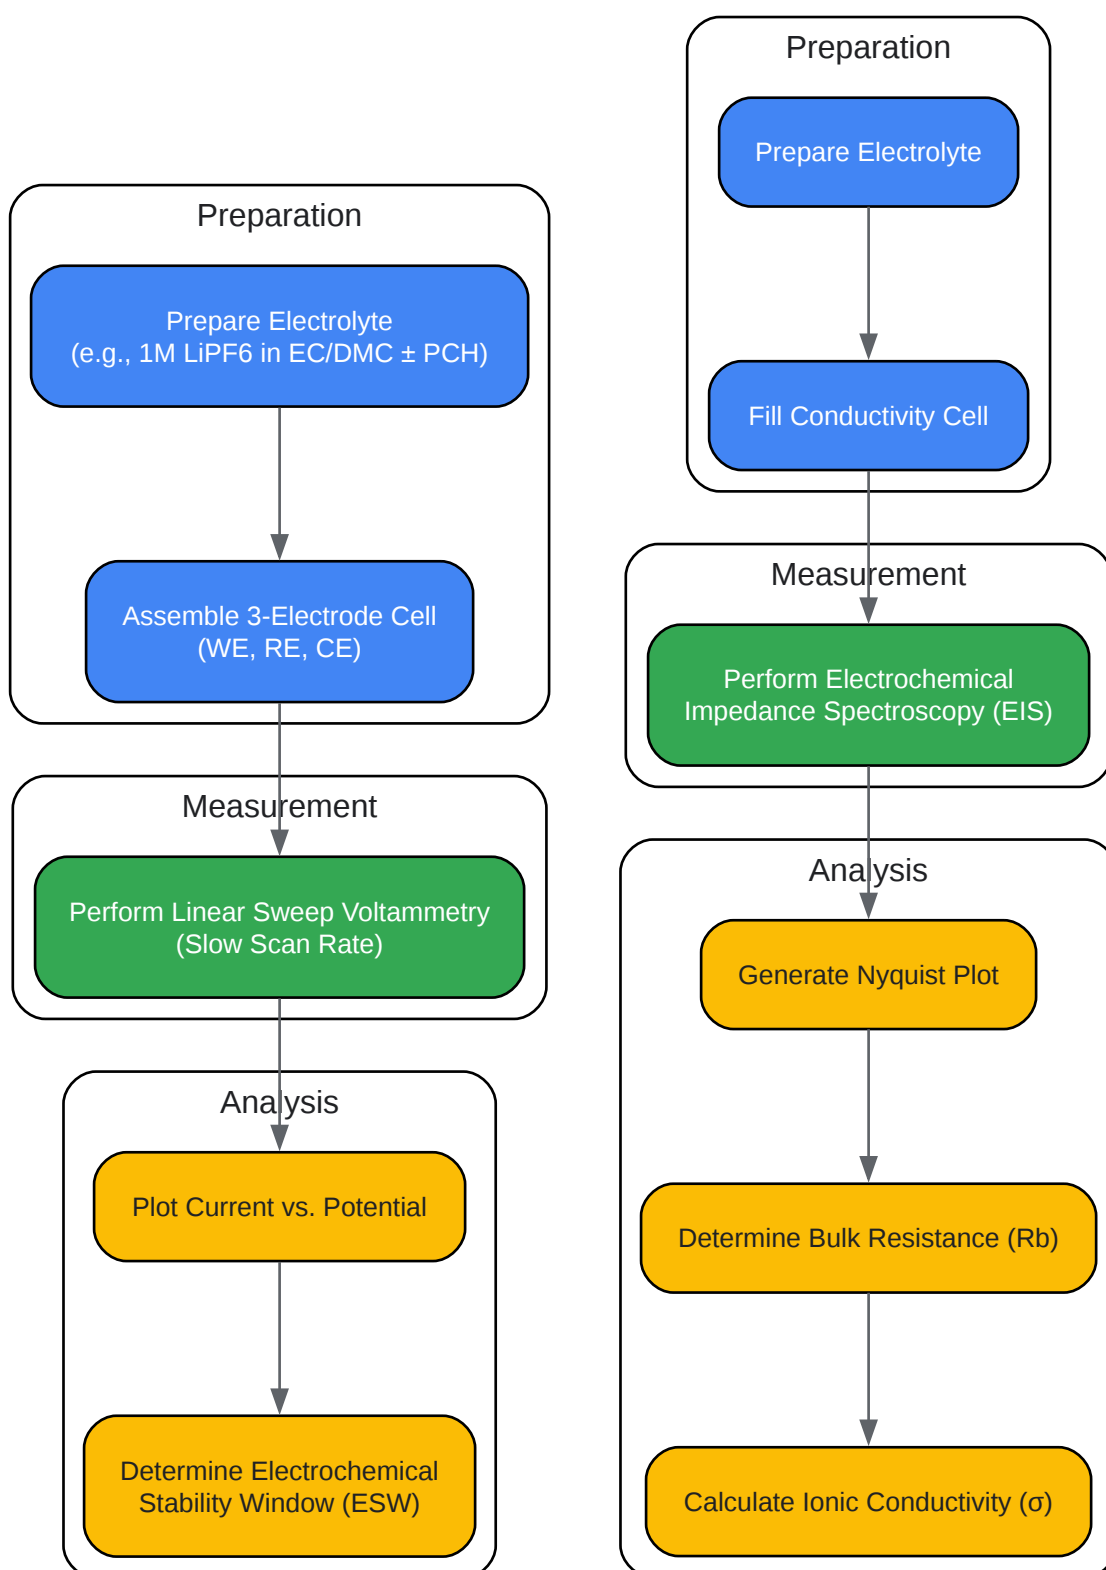 Preparation
Prepare Electrolyte
(e.g., 1M LiPF6 in EC/DMC ± PCH)
Assemble 3-Electrode Cell
(WE, RE, CE)
Measurement
Perform Linear Sweep Voltammetry
(Slow Scan Rate)
Analysis
Plot Current vs. Potential
Determine Electrochemical
Stability Window (ESW)
Preparation
Prepare Electrolyte
Fill Conductivity Cell
Measurement
Perform Electrochemical
Impedance Spectroscopy (EIS)
Analysis
Generate Nyquist Plot
Determine Bulk Resistance (Rb)
Calculate Ionic Conductivity (σ)